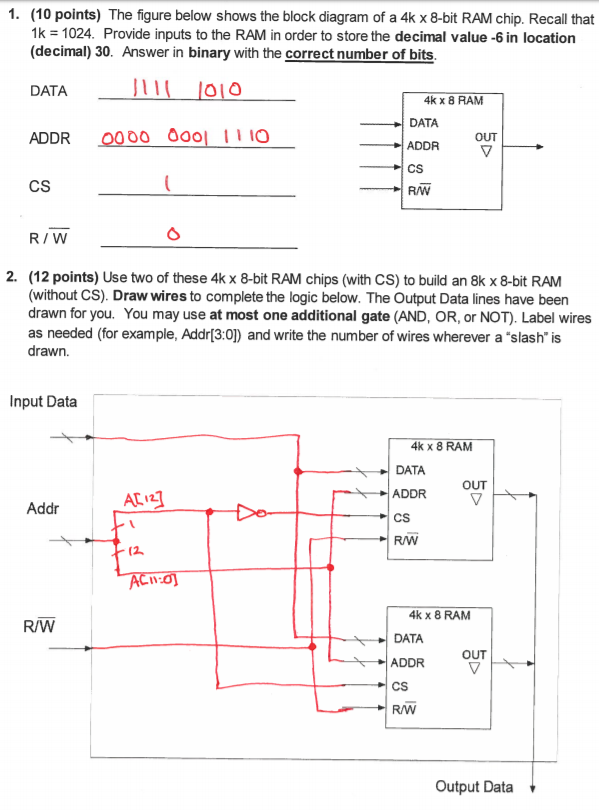 1. (10 points) The figure below shows the block diagram of a 4k x 8-bit RAM chip. Recall that
1k = 1024. Provide inputs to the RAM in order to store the decimal value -6 in location
(decimal) 30. Answer in binary with the correct number of bits.
DATA 1111 1010
ADDR 0000 0001 1110
CS 1
R/W̅ 0
4k x 8 RAM
DATA
OUT
ADDR
CS
R/W̅
2. (12 points) Use two of these 4k x 8-bit RAM chips (with CS) to build an 8k x 8-bit RAM
(without CS). Draw wires to complete the logic below. The Output Data lines have been
drawn for you. You may use at most one additional gate (AND, OR, or NOT). Label wires
as needed (for example, Addr[3:0]) and write the number of wires wherever a “slash” is
drawn.
Input Data
Addr
R/W̅
A[12]
1
12
A[11:0]
4k x 8 RAM
DATA
OUT
ADDR
CS
R/W̅
4k x 8 RAM
DATA
OUT
ADDR
CS
R/W̅
Output Data